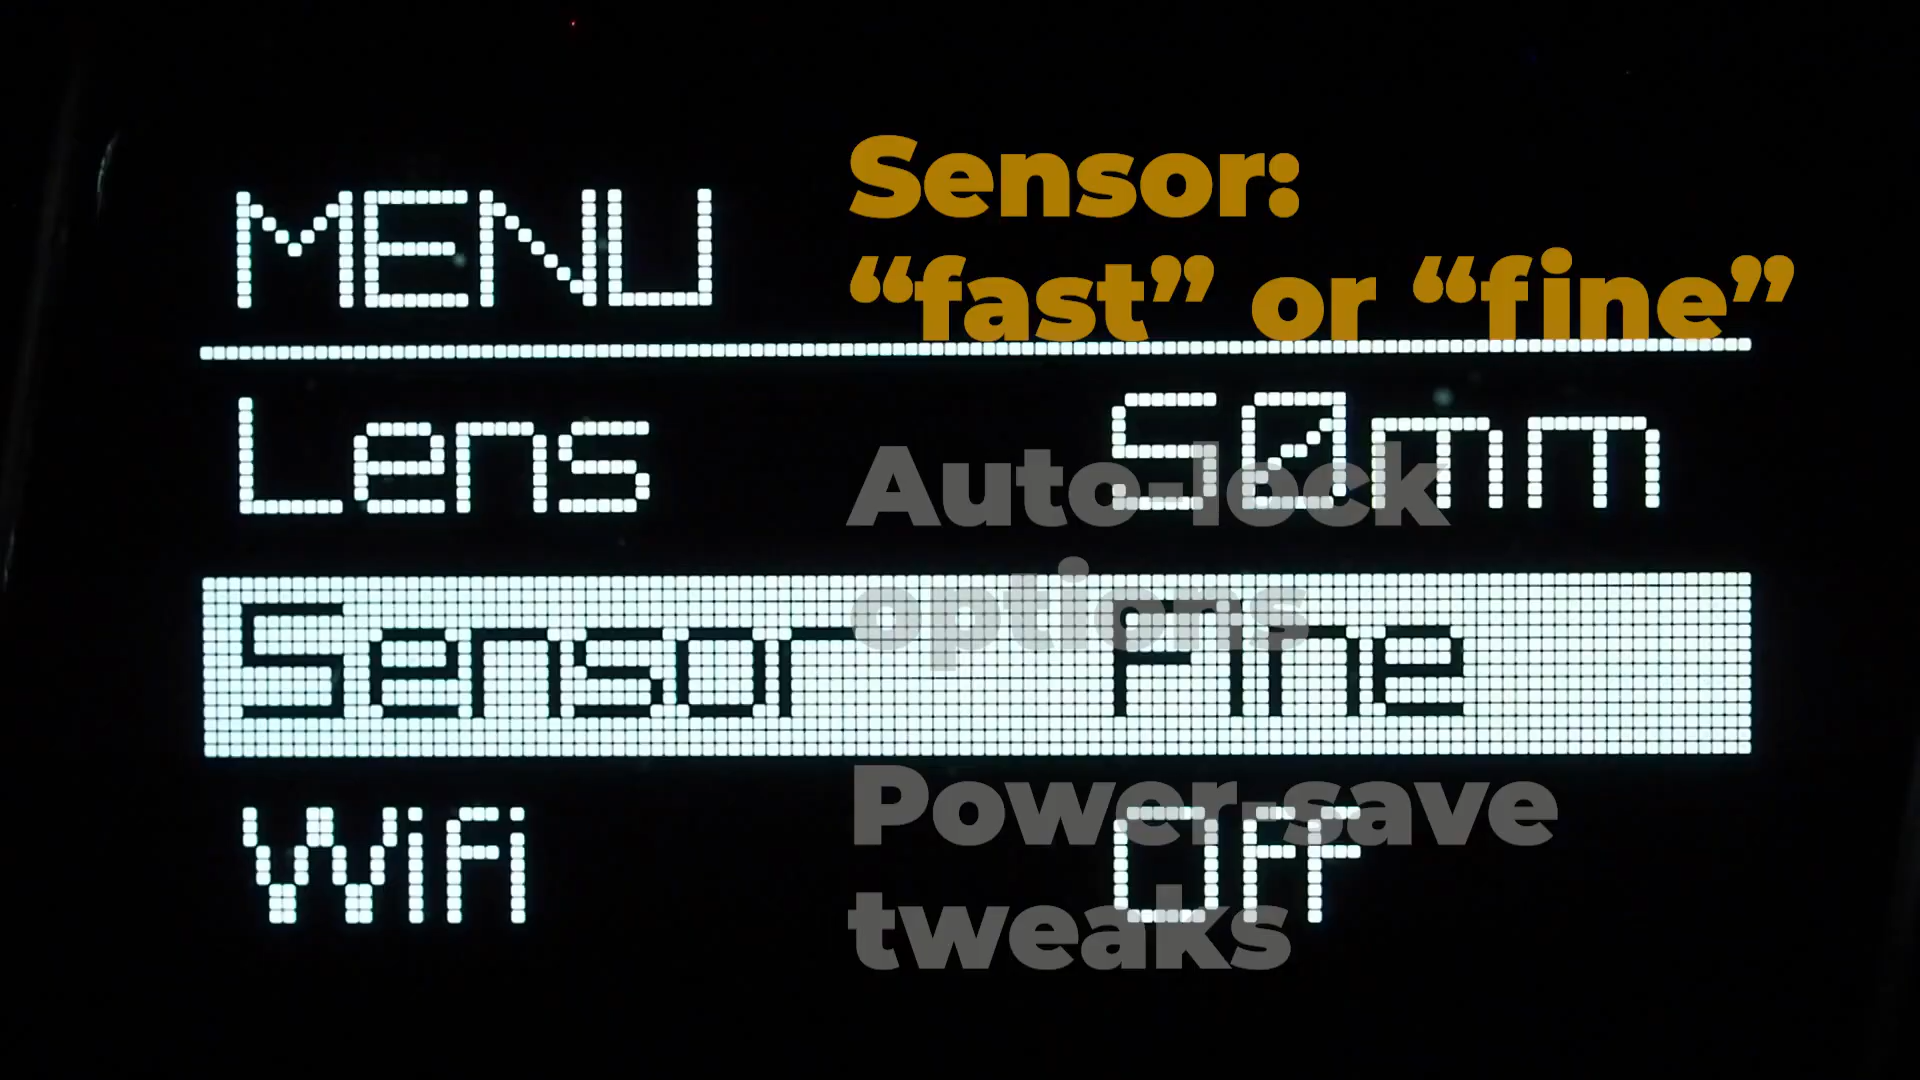 MENU
Sensor:
“fast” or “fine”
Lens 50mm
Auto-lock
options
Sensor Fine
Power-save
tweaks
WiFi Off